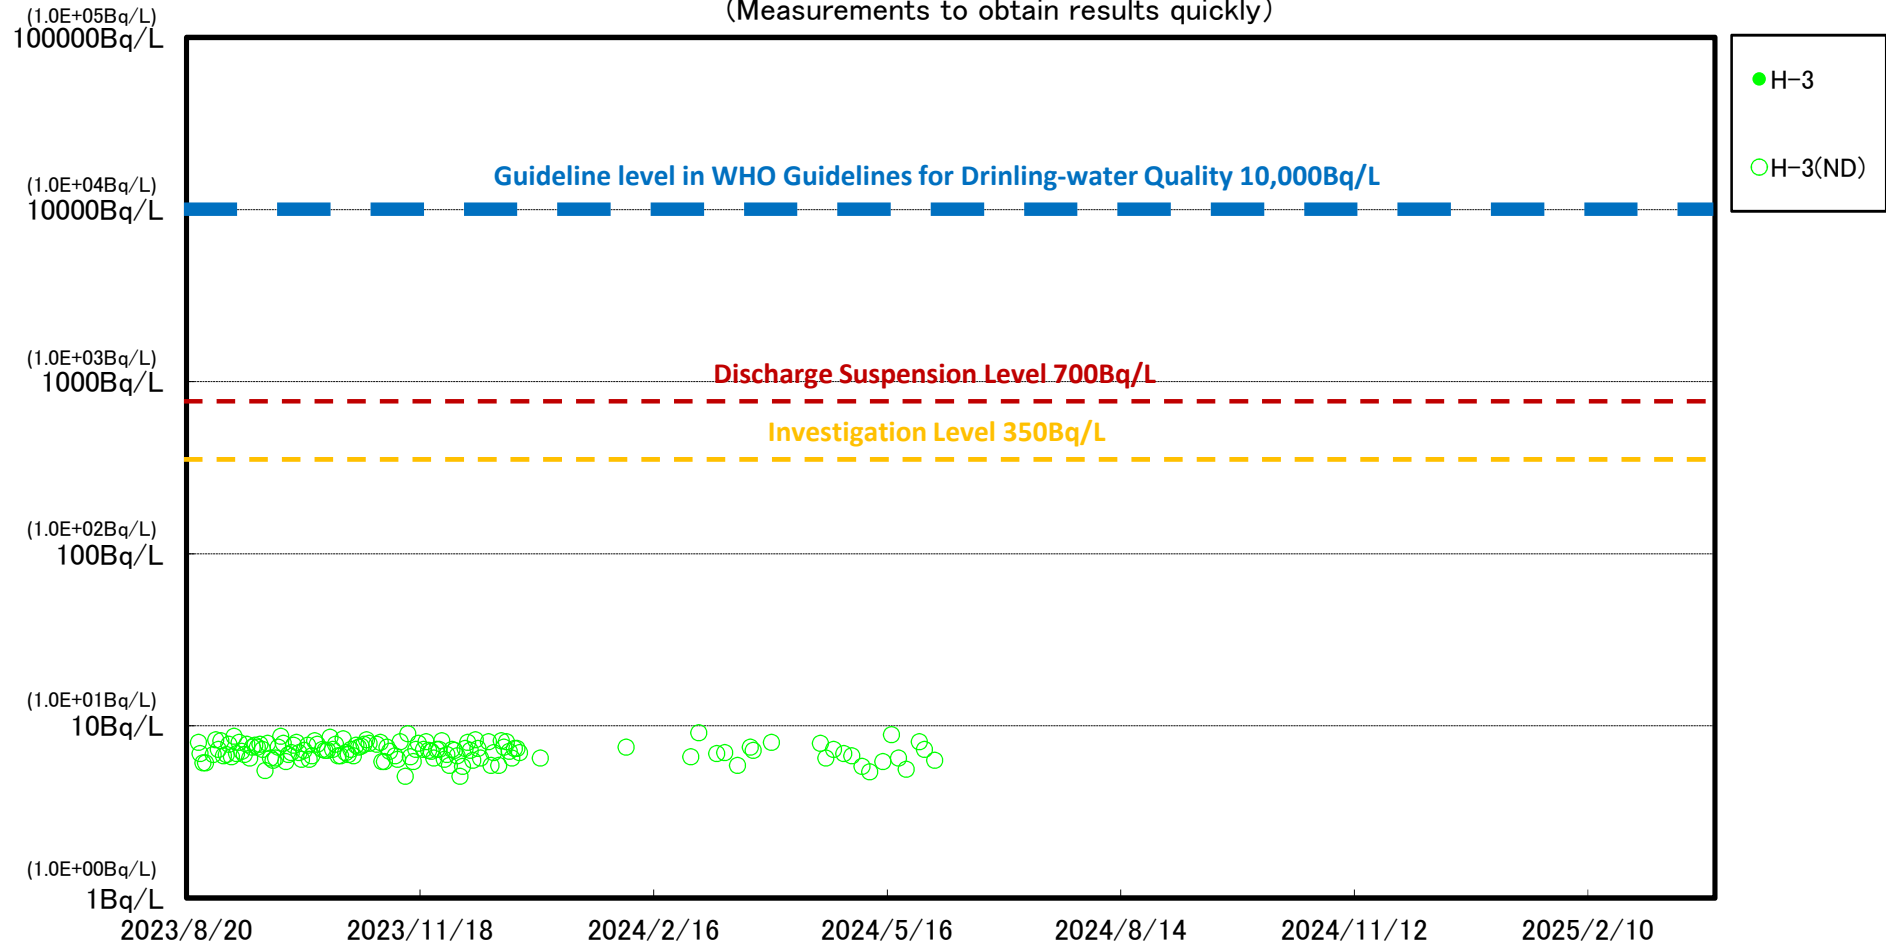 (Measurements to obtain results quickly)
(1.0E+05Bq/L)
100000Bq/L
H-3
H-3(ND)
Guideline level in WHO Guidelines for Drinling-water Quality 10,000Bq/L
(1.0E+04Bq/L)
10000Bq/L
(1.0E+03Bq/L)
1000Bq/L
Discharge Suspension Level 700Bq/L
Investigation Level 350Bq/L
(1.0E+02Bq/L)
100Bq/L
(1.0E+01Bq/L)
10Bq/L
(1.0E+00Bq/L)
1Bq/L
2023/8/20 2023/11/18 2024/2/16 2024/5/16 2024/8/14 2024/11/12 2025/2/10